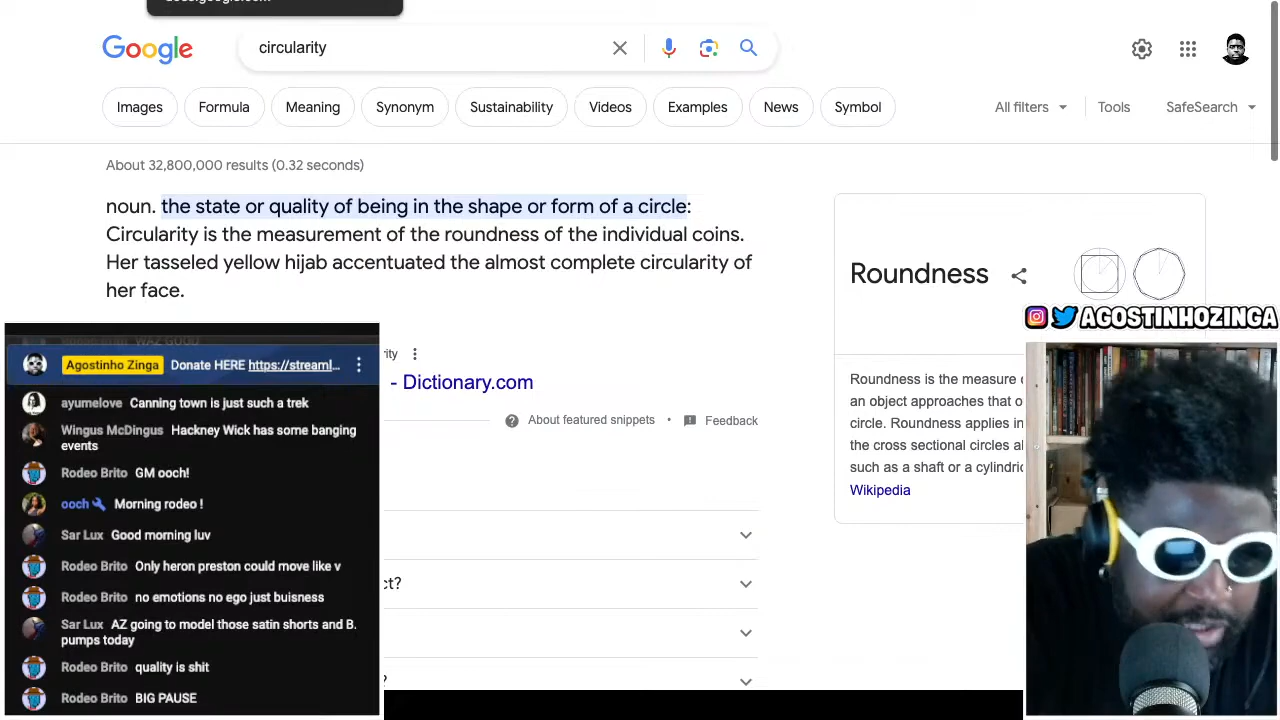 Google
circularity
Images
Formula
Meaning
Synonym
Sustainability
Videos
Examples
News
Symbol
All filters
Tools
SafeSearch
About 32,800,000 results (0.32 seconds)
noun. the state or quality of being in the shape or form of a circle:
Circularity is the measurement of the roundness of the individual coins.
Her tasseled yellow hijab accentuated the almost complete circularity of
her face.
- Dictionary.com
About featured snippets
•
Feedback
Roundness
Roundness is the measure
an object approaches that
circle. Roundness applies in
the cross sectional circles
such as a shaft or a
Wikipedia
AGOSTINHOZINGA
Agostinho Zinga Donate HERE https://streaml...
ayumelove Canning town is just such a trek
Wingus McDingus Hackney Wick has some banging
events
Rodeo Brito GM ooch!
ooch Morning rodeo !
Sar Lux Good morning luv
Rodeo Brito Only heron preston could move like v
Rodeo Brito no emotions no ego just buisness
Sar Lux AZ going to model those satin shorts and B.
pumps today
Rodeo Brito quality is shit
Rodeo Brito BIG PAUSE